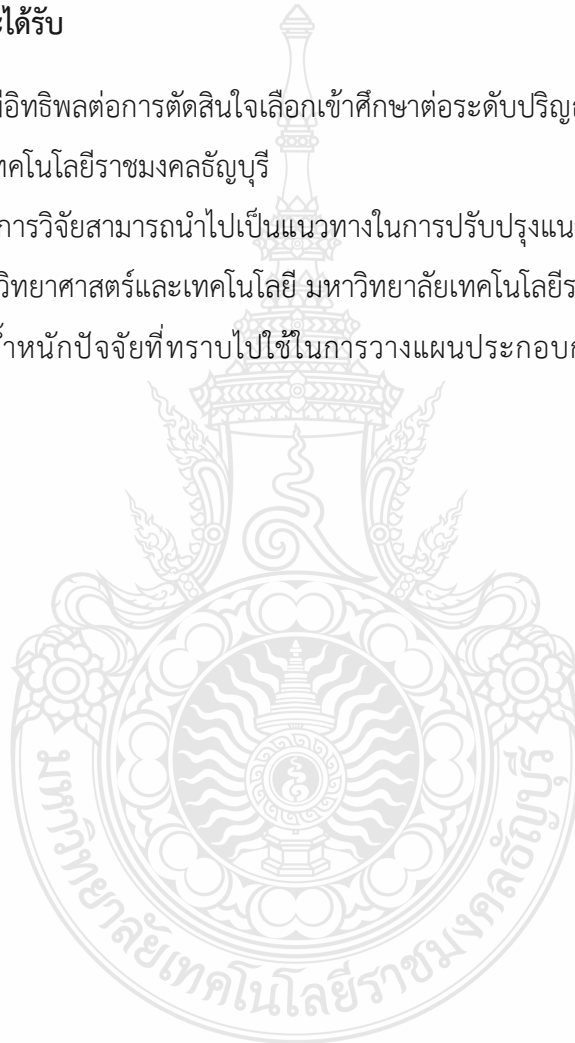 ะได้รับ
มีอิทธิพลต่อการตัดสินใจเลือกเข้าศึกษาต่อระดับปริญ
ทคโนโลยีราชมงคลธัญบุรี
การวิจัยสามารถนำไปเป็นแนวทางในการปรับปรุงแน
วิทยาศาสตร์และเทคโนโลยี มหาวิทยาลัยเทคโนโลยีร
้ำหนักปัจจัยที่ทราบไปใช้ในการวางแผนประกอบก
มหาวิทยาลัยเทคโนโลยีราชมงคลธัญบุรี